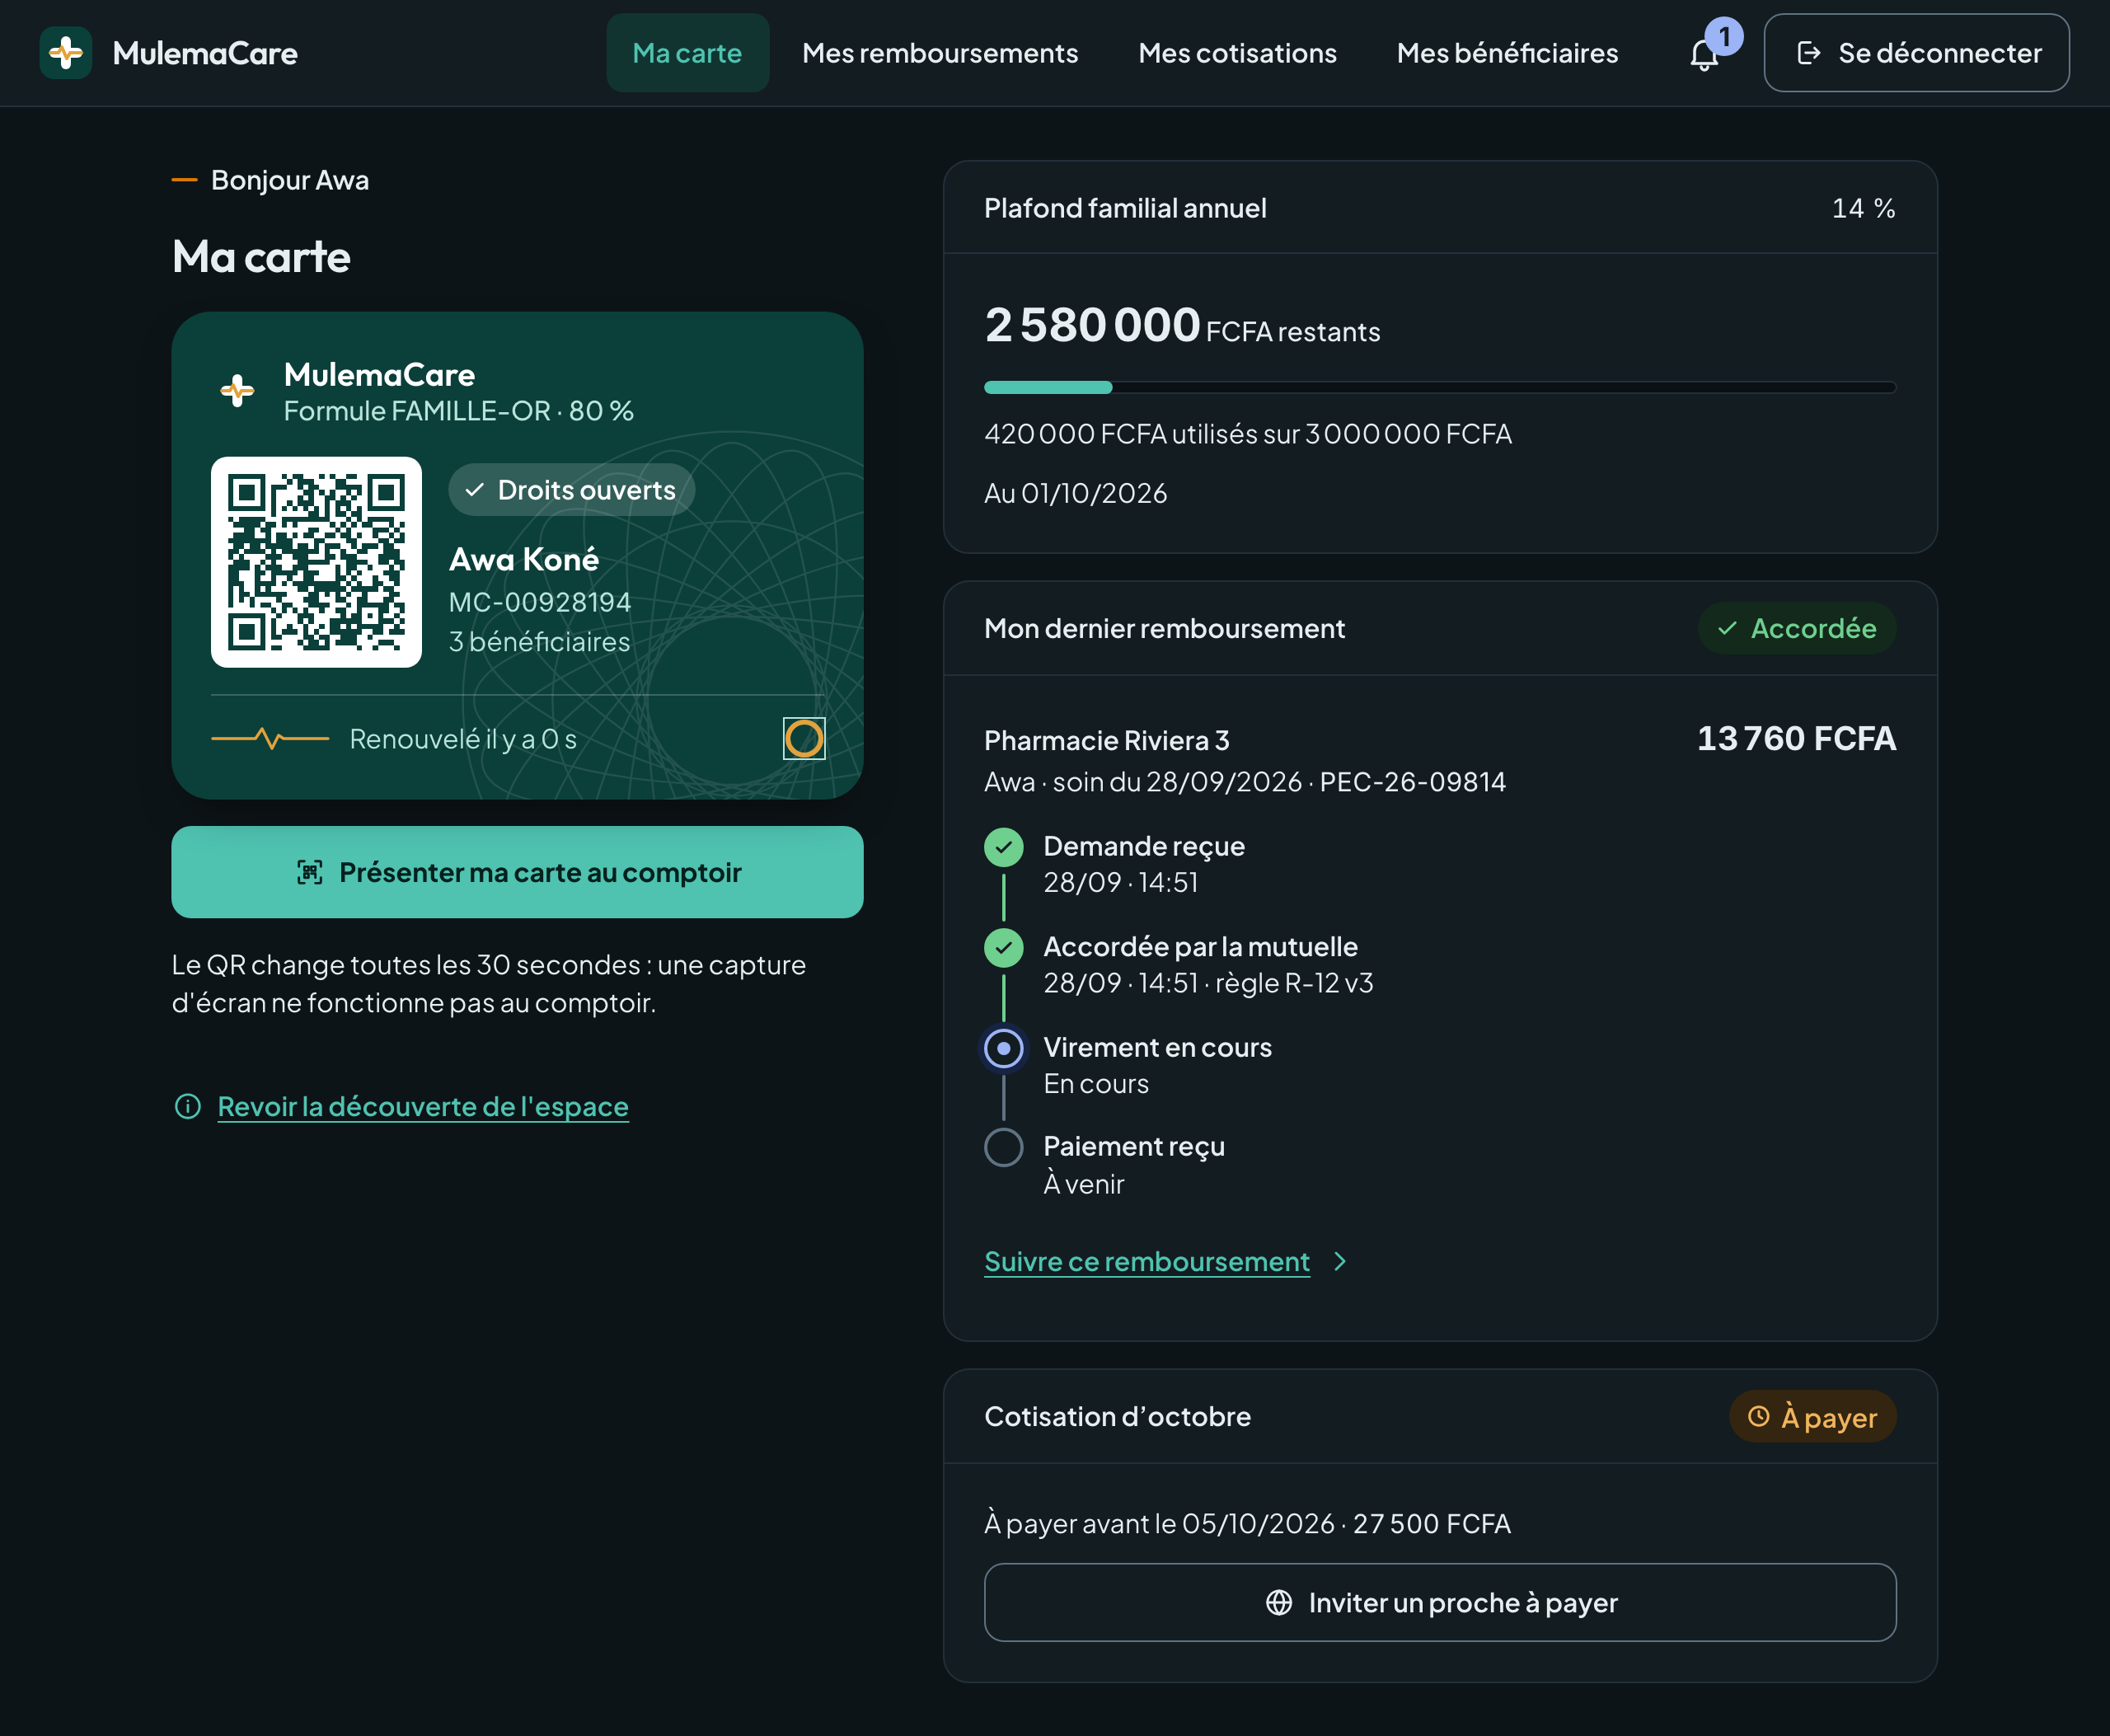 MulemaCare
Ma carte
Mes remboursements
Mes cotisations
Mes bénéficiaires
1
Se déconnecter
Bonjour Awa
Ma carte
MulemaCare
Formule FAMILLE-OR · 80 %
Droits ouverts
Awa Koné
MC-00928194
3 bénéficiaires
Renouvelé il y a 0 s
Présenter ma carte au comptoir
Le QR change toutes les 30 secondes : une capture
d'écran ne fonctionne pas au comptoir.
Revoir la découverte de l'espace
Plafond familial annuel
14 %
2 580 000 FCFA restants
420 000 FCFA utilisés sur 3 000 000 FCFA
Au 01/10/2026
Mon dernier remboursement
Accordée
Pharmacie Riviera 3
13 760 FCFA
Awa · soin du 28/09/2026 · PEC-26-09814
Demande reçue
28/09 · 14:51
Accordée par la mutuelle
28/09 · 14:51 · règle R-12 v3
Virement en cours
En cours
Paiement reçu
À venir
Suivre ce remboursement
Cotisation d’octobre
À payer
À payer avant le 05/10/2026 · 27 500 FCFA
Inviter un proche à payer